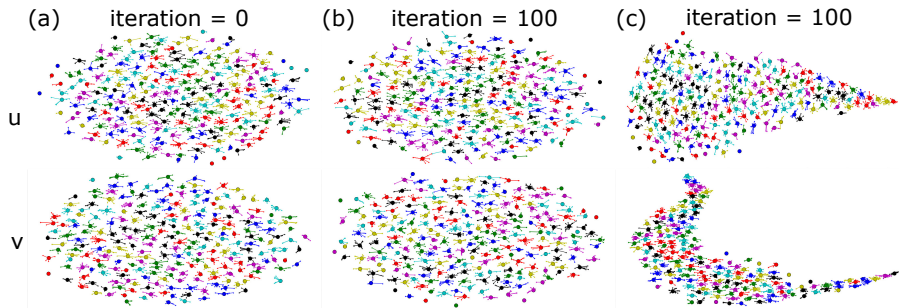 (a) iteration = 0 (b) iteration = 100 (c) iteration = 100
u
v